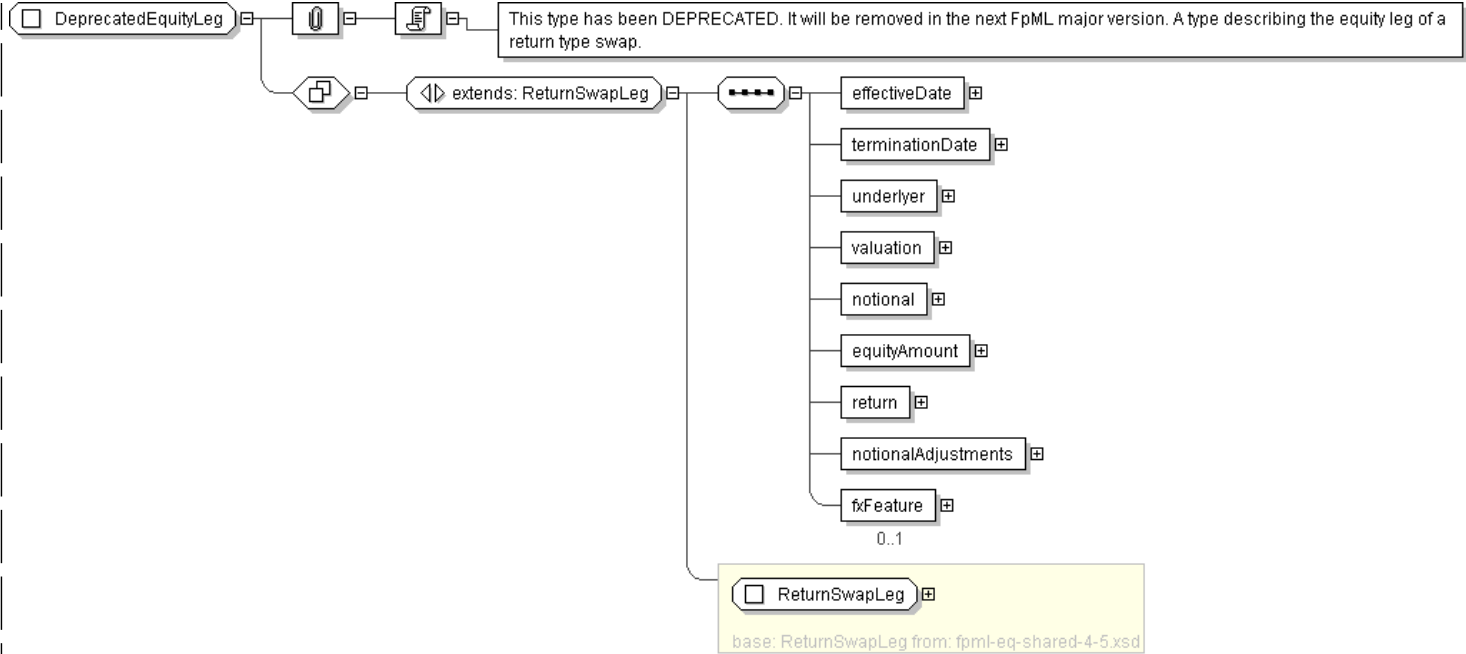 DeprecatedEquityLeg
This type has been DEPRECATED. It will be removed in the next FpML major version. A type describing the equity leg of a
return type swap.
extends: ReturnSwapLeg
effectiveDate
terminationDate
underlyer
valuation
notional
equityAmount
return
notionalAdjustments
fxFeature
0..1
ReturnSwapLeg
base: ReturnSwapLeg from: fpml-eq-shared-4-5.xsd